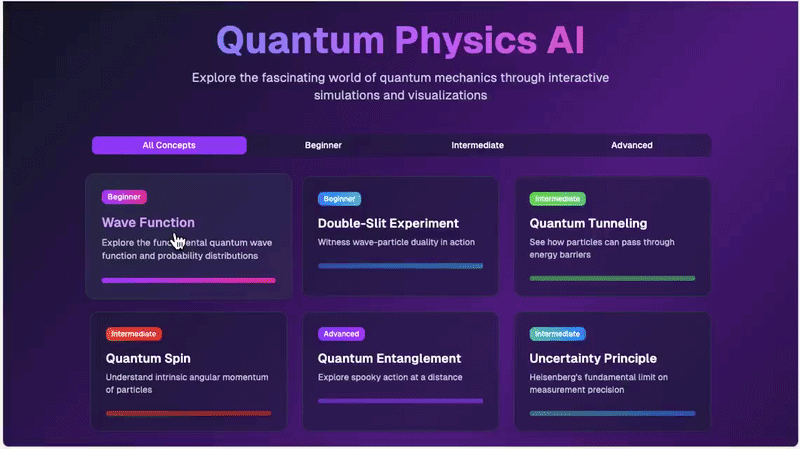 Quantum Physics AI
Explore the fascinating world of quantum mechanics through interactive
simulations and visualizations
All Concepts
Beginner
Intermediate
Advanced
Beginner
Wave Function
Explore the fundamental quantum wave
function and probability distributions
Beginner
Double-Slit Experiment
Witness wave-particle duality in action
Intermediate
Quantum Tunneling
See how particles can pass through
energy barriers
Intermediate
Quantum Spin
Understand intrinsic angular momentum
of particles
Advanced
Quantum Entanglement
Explore spooky action at a distance
Intermediate
Uncertainty Principle
Heisenberg's fundamental limit on
measurement precision